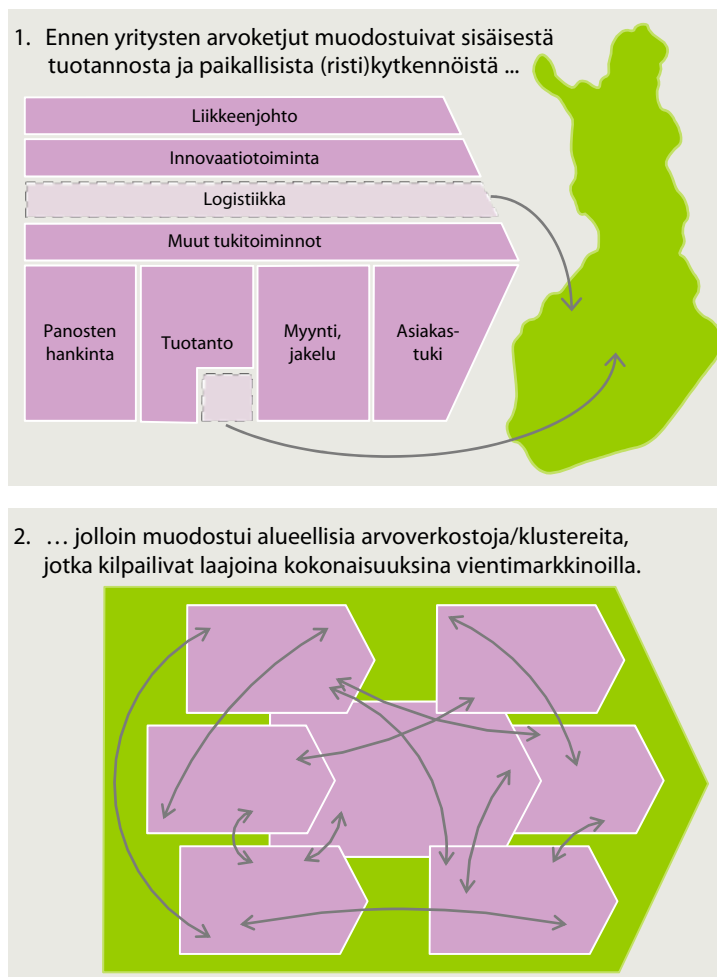 1. Ennen yritysten arvoketjut muodostuivat sisäisestä
tuotannosta ja paikallisista (risti)kytkennöistä ...
Liikkeenjohto
Innovaatiotoiminta
Logistiikka
Muut tukitoiminnot
Panosten
hankinta
Tuotanto
Myynti,
jakelu
Asiakas-
tuki
2. ... jolloin muodostui alueellisia arvoverkostoja/klustereita,
jotka kilpailivat laajoina kokonaisuuksina vientimarkkinoilla.